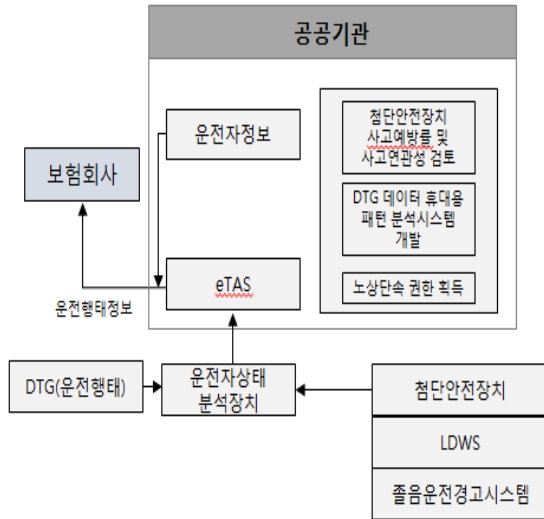 공공기관
운전자정보
첨단안전장치
사고예방률 및
사고연관성 검토
보험회사
DTG 데이터 휴대용
패턴 분석시스템
개발
eTAS
노상단속 권한 획득
운전행태정보
DTG(운전행태)
운전자상태
분석장치
첨단안전장치
LDWS
졸음운전경고시스템